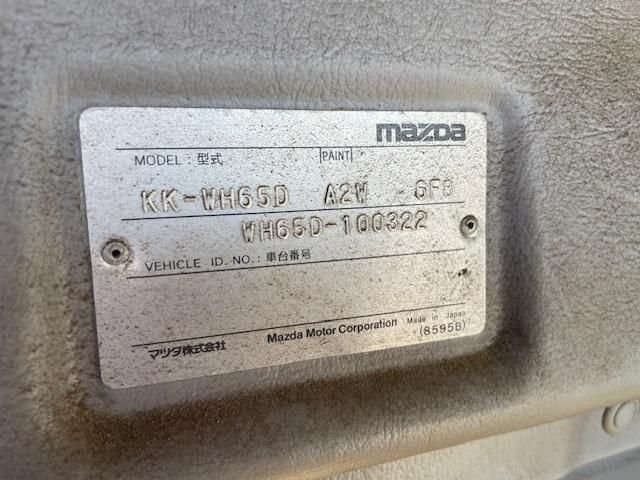 mazda
MODEL : 型式 PAINT
KK-WH65D A2W 6F8
WH65D-100322
VEHICLE ID. NO. : 車台番号
マツダ株式会社 Mazda Motor Corporation Made in Japan
(8595B)